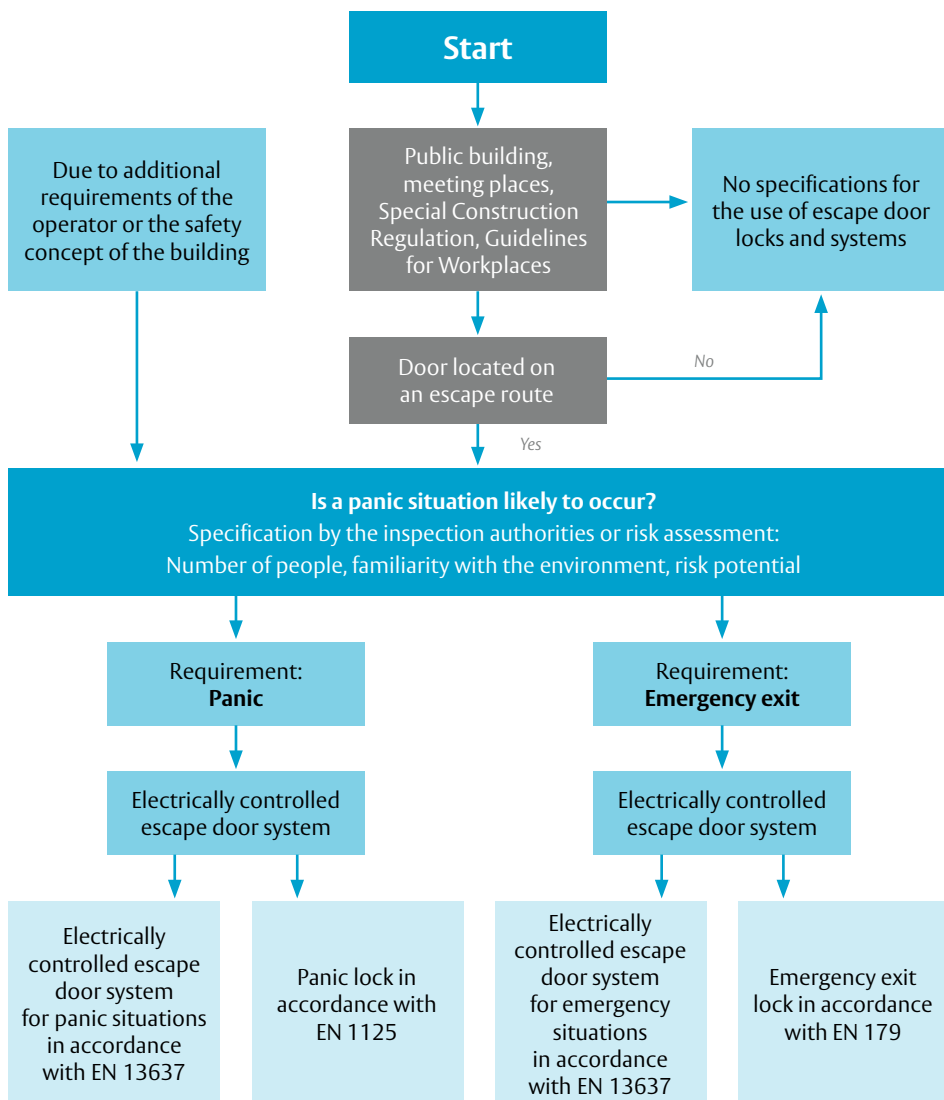 Start
Due to additional
requirements of the
operator or the safety
concept of the building
Public building,
meeting places,
Special Construction
Regulation, Guidelines
for Workplaces
No specifications for
the use of escape door
locks and systems
Door located on
an escape route
No
Yes
Is a panic situation likely to occur?
Specification by the inspection authorities or risk assessment:
Number of people, familiarity with the environment, risk potential
Requirement:
Panic
Requirement:
Emergency exit
Electrically controlled
escape door system
Electrically controlled
escape door system
Electrically
controlled escape
door system
for panic situations
in accordance
with EN 13637
Panic lock in
accordance with
EN 1125
Electrically
controlled escape
door system
for emergency
situations
in accordance
with EN 13637
Emergency exit
lock in accordance
with EN 179